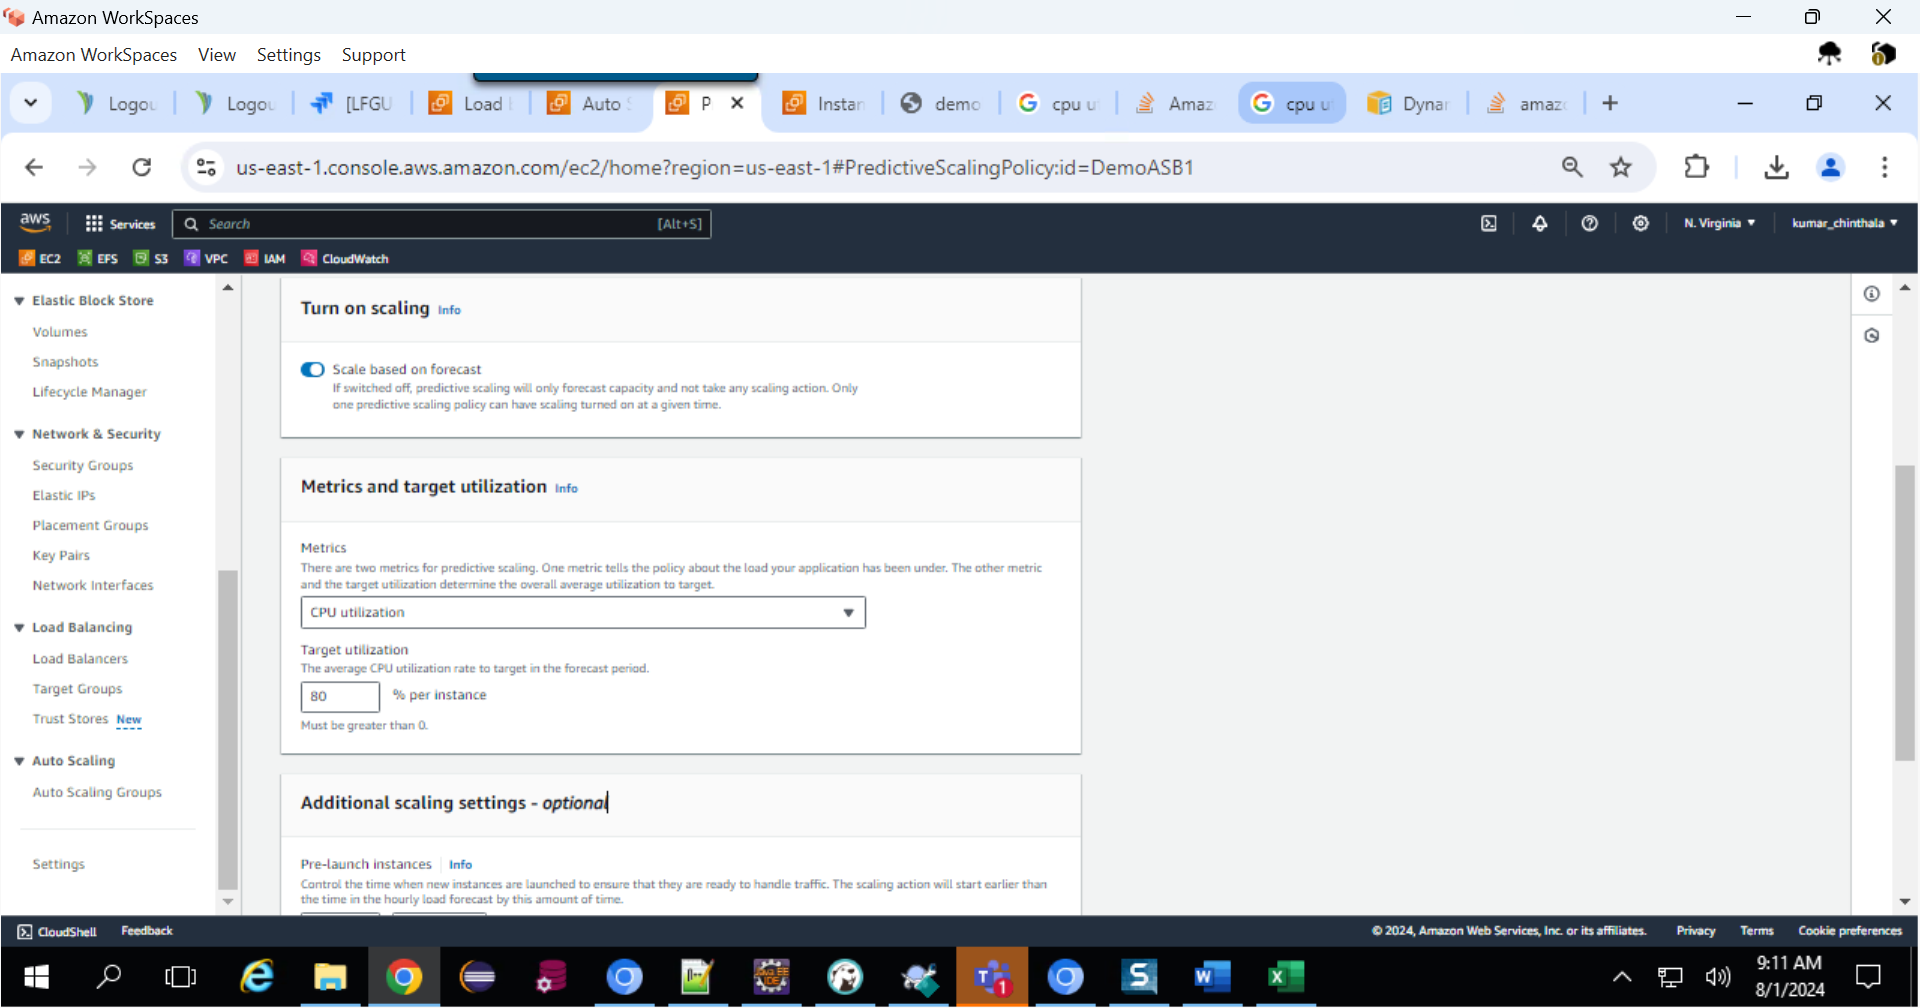 Amazon WorkSpaces
Amazon WorkSpaces View Settings Support
Logou Logou [LFGU Load Auto S P Instan demo cpu u Amaz cpu u Dynar amaz
us-east-1.console.aws.amazon.com/ec2/home?region=us-east-1#PredictiveScalingPolicy:id=DemoASB1
aws Services Search [Alt+S] N. Virginia kumar_chinthala
EC2 EFS S3 VPC IAM CloudWatch
Elastic Block Store
Volumes
Snapshots
Lifecycle Manager
Network & Security
Security Groups
Elastic IPs
Placement Groups
Key Pairs
Network Interfaces
Load Balancing
Load Balancers
Target Groups
Trust Stores New
Auto Scaling
Auto Scaling Groups
Settings
Turn on scaling Info
Scale based on forecast
If switched off, predictive scaling will only forecast capacity and not take any scaling action. Only
one predictive scaling policy can have scaling turned on at a given time.
Metrics and target utilization Info
Metrics
There are two metrics for predictive scaling. One metric tells the policy about the load your application has been under. The other metric
and the target utilization determine the overall average utilization to target.
CPU utilization
Target utilization
The average CPU utilization rate to target in the forecast period.
80 % per instance
Must be greater than 0.
Additional scaling settings - optional
Pre-launch instances Info
Control the time when new instances are launched to ensure that they are ready to handle traffic. The scaling action will start earlier than
the time in the hourly load forecast by this amount of time.
CloudShell Feedback © 2024, Amazon Web Services, Inc. or its affiliates. Privacy Terms Cookie preferences
9:11 AM
8/1/2024